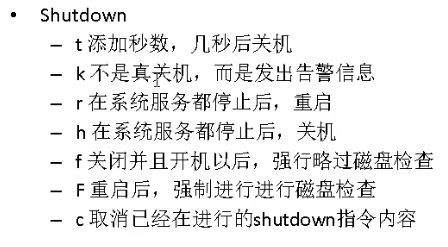 • Shutdown
– t 添加秒数，几秒后关机
– k 不是真关机，而是发出告警信息
– r 在系统服务都停止后，重启
– h 在系统服务都停止后，关机
– f 关闭并且开机以后，强行略过磁盘检查
– F 重启后，强制进行进行磁盘检查
– c 取消已经在进行的shutdown指令内容